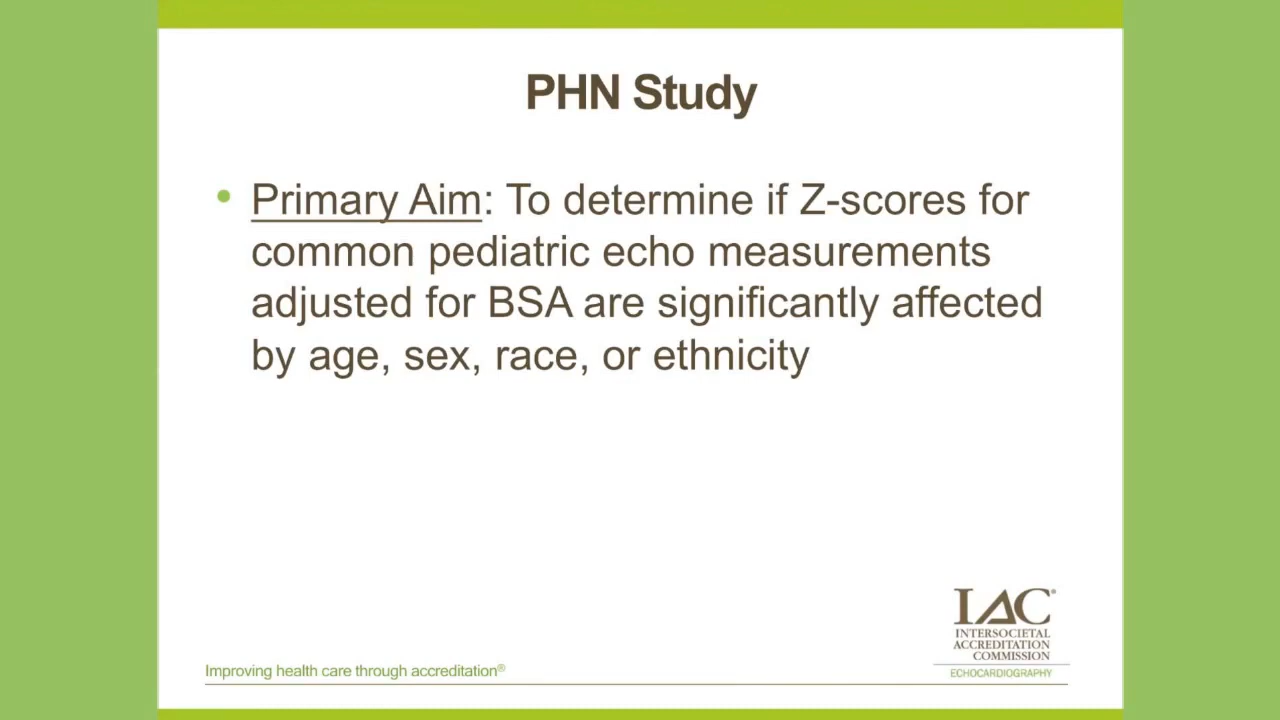 PHN Study
• Primary Aim: To determine if Z-scores for
common pediatric echo measurements
adjusted for BSA are significantly affected
by age, sex, race, or ethnicity
IAC®
INTERSOCIETAL
ACCREDITATION
COMMISSION
ECHOCARDIOGRAPHY
Improving health care through accreditation®